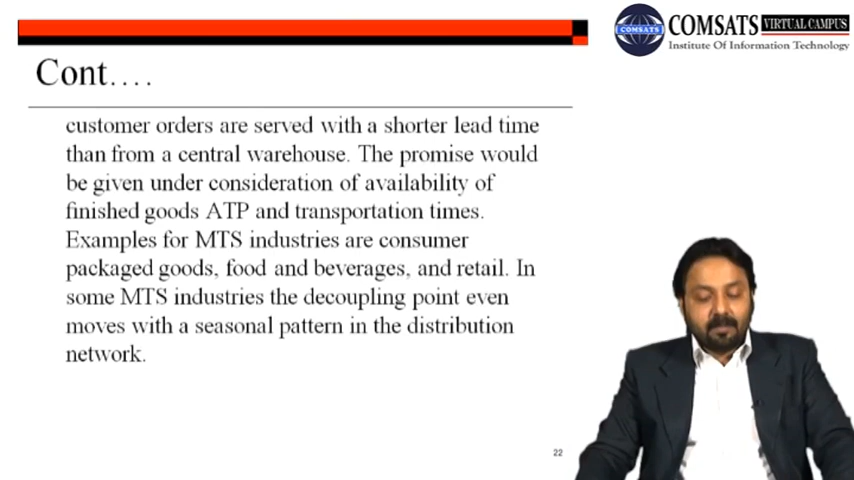 COMSATS VIRTUAL CAMPUS
COMSATS
Institute Of Information Technology
Cont....
customer orders are served with a shorter lead time
than from a central warehouse. The promise would
be given under consideration of availability of
finished goods ATP and transportation times.
Examples for MTS industries are consumer
packaged goods, food and beverages, and retail. In
some MTS industries the decoupling point even
moves with a seasonal pattern in the distribution
network.
22